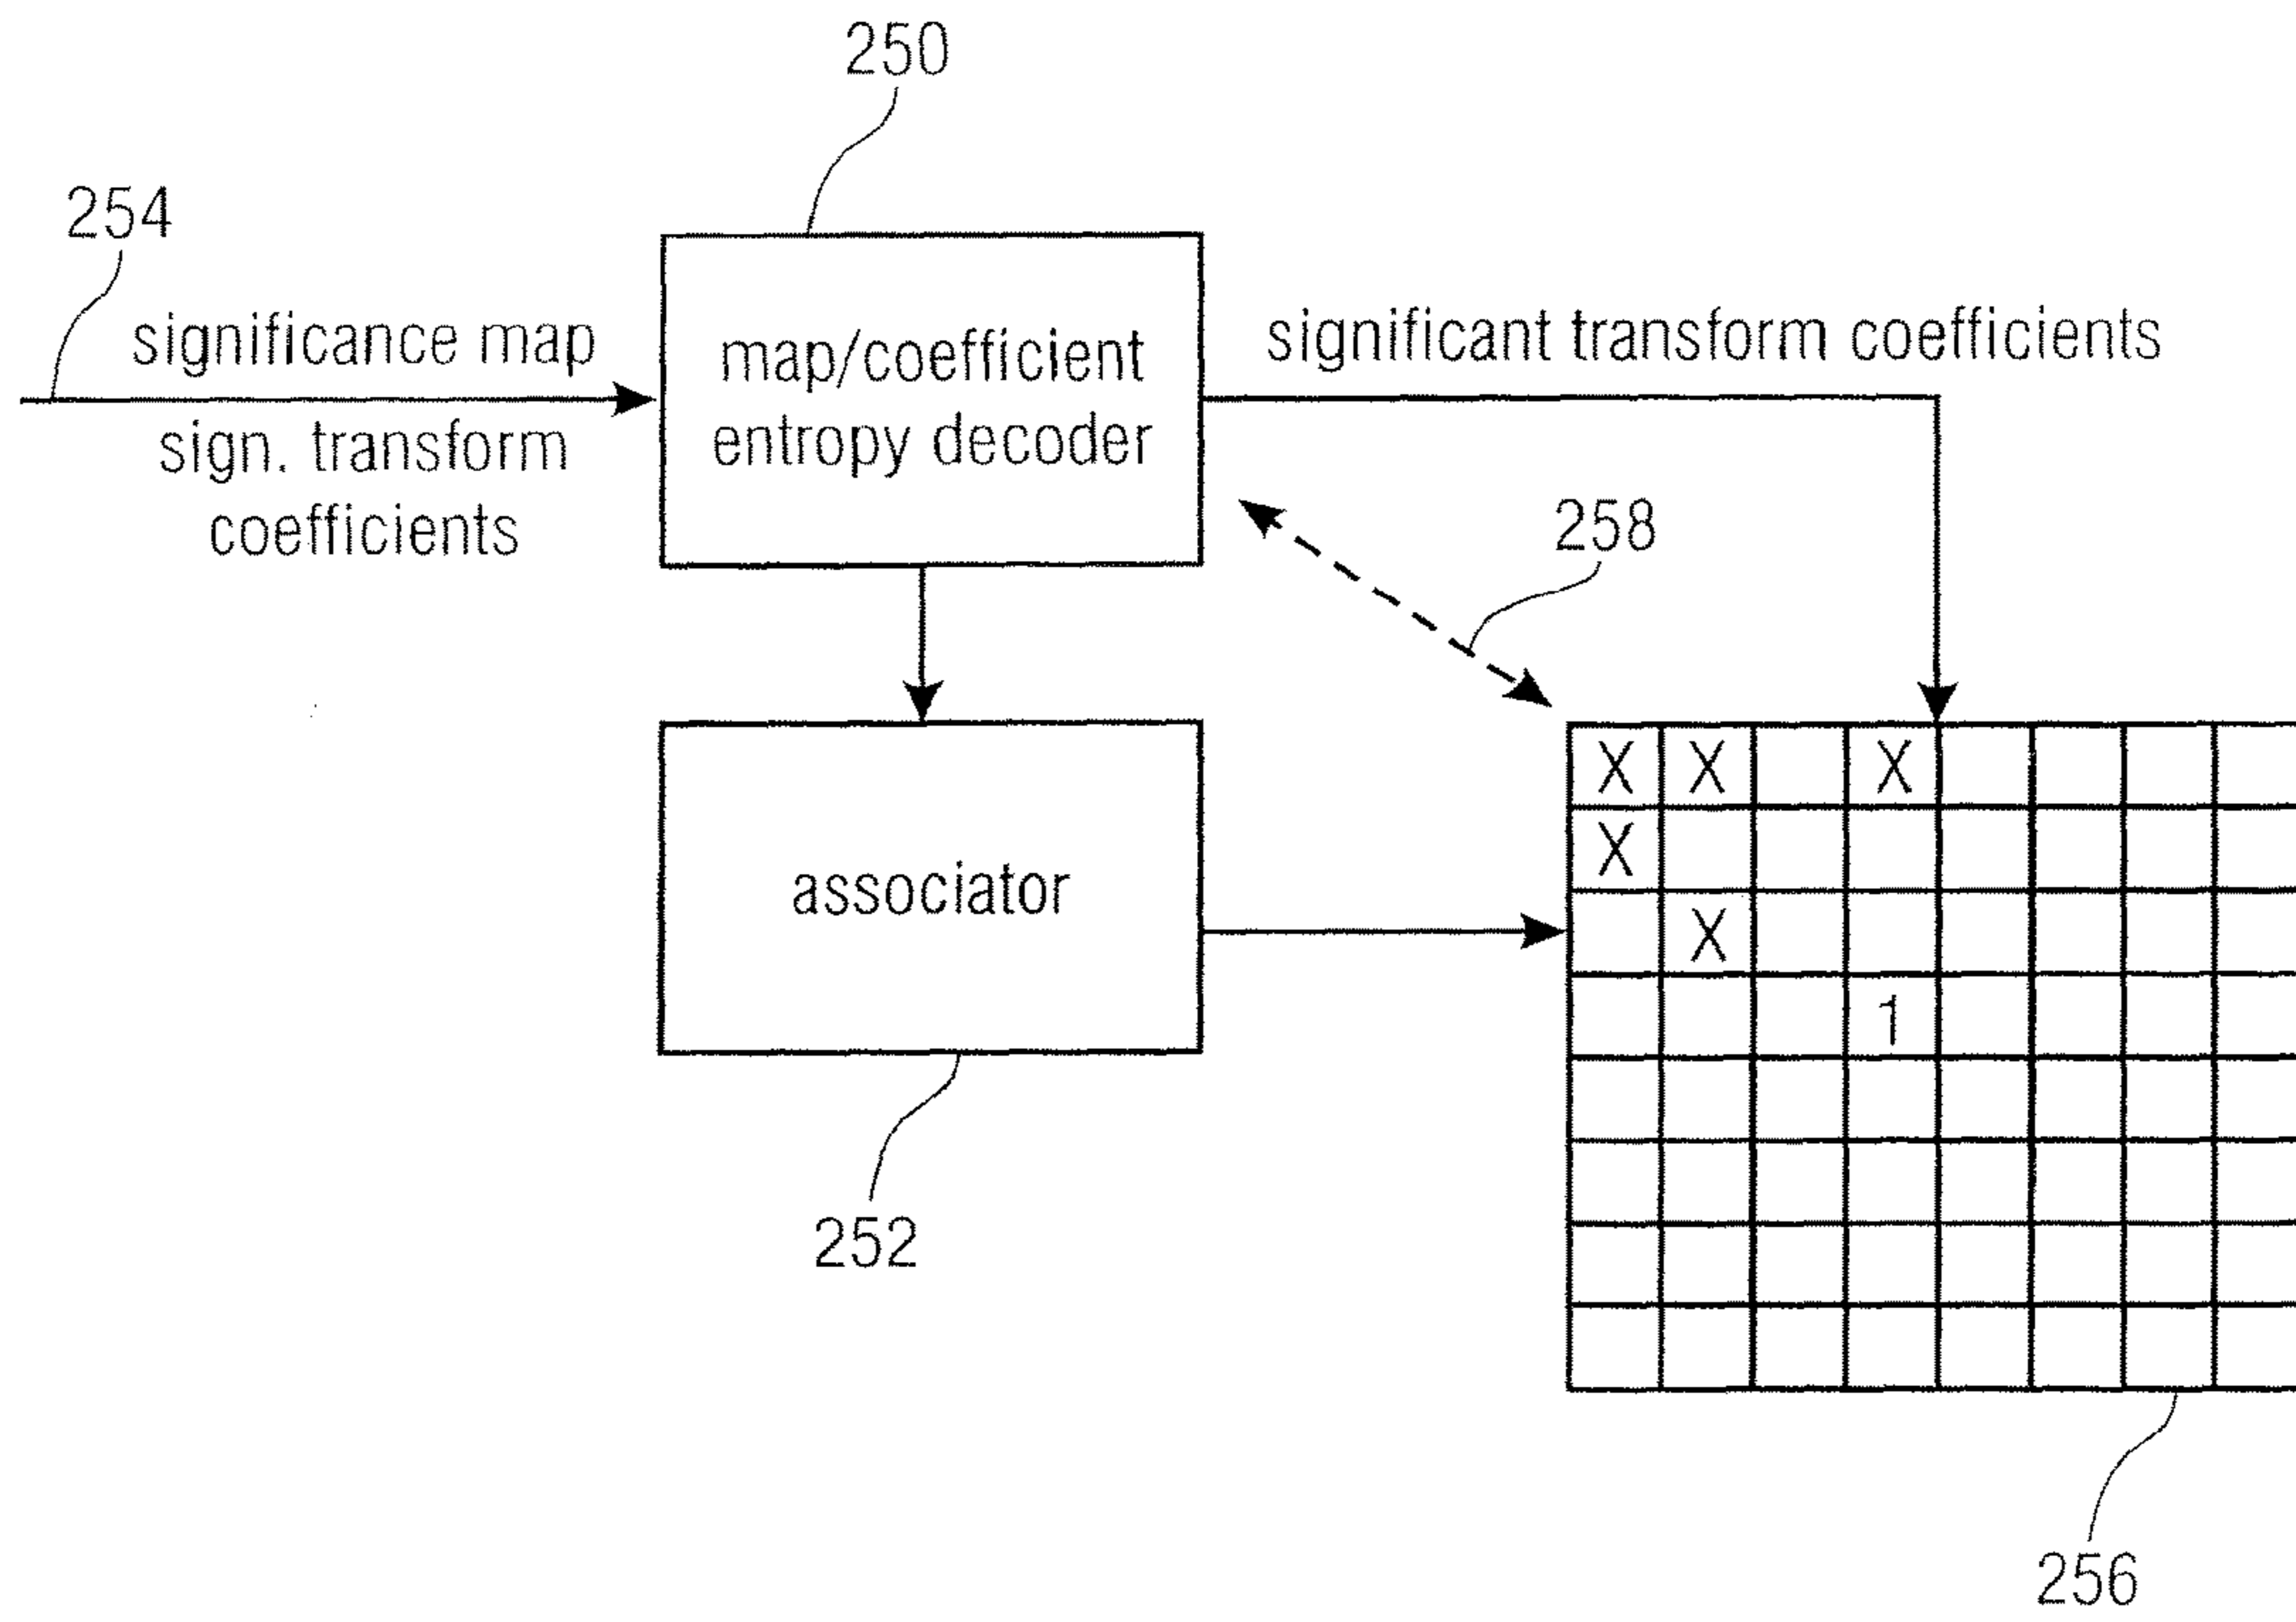 250
254
significance map
sign. transform
coefficients
map/coefficient
entropy decoder
significant transform coefficients
258
associator
X X X
X
X
1
252
256